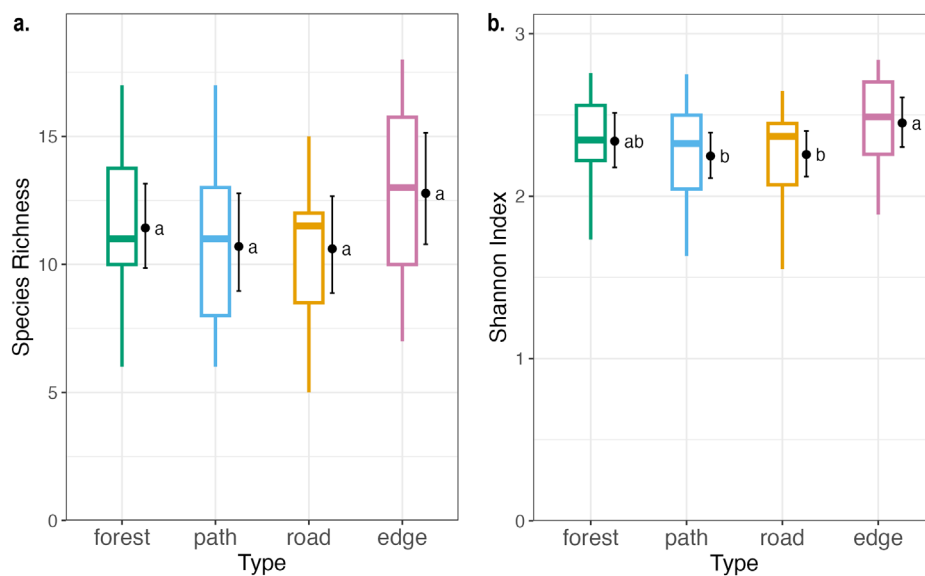 a.
Species Richness
15
10
5
0
a
a
a
a
forest path road edge
Type
b.
Shannon Index
3
2
1
0
ab
b
b
a
forest path road edge
Type